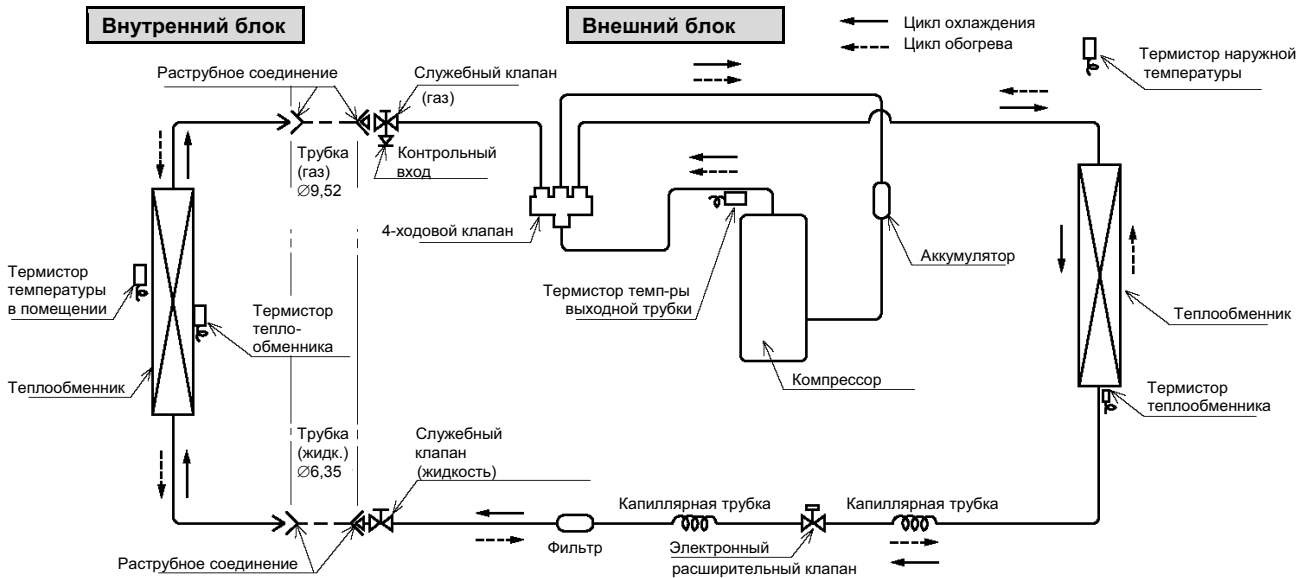 Внутренний блок
Внешний блок
Цикл охлаждения
Цикл обогрева
Термистор наружной
температуры
Раструбное соединение
Служебный клапан
(газ)
Трубка
(газ)
∅9,52
Контрольный
вход
4-ходовой клапан
Аккумулятор
Термистор
температуры
в помещении
Термистор
тепло-
обменника
Термистор темп-ры
выходной трубки
Теплообменник
Теплообменник
Компрессор
Термистор
теплообменника
Трубка
(жидк.)
∅6,35
Служебный
клапан
(жидкость)
Капиллярная трубка
Капиллярная трубка
Раструбное соединение
Фильтр
Электронный
расширительный клапан